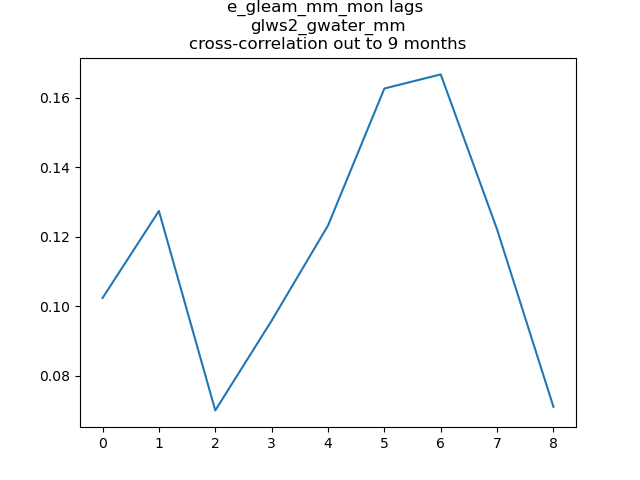 e_gleam_mm_mon lags
glws2_gwater_mm
cross-correlation out to 9 months
0.16
0.14
0.12
0.10
0.08
0 1 2 3 4 5 6 7 8